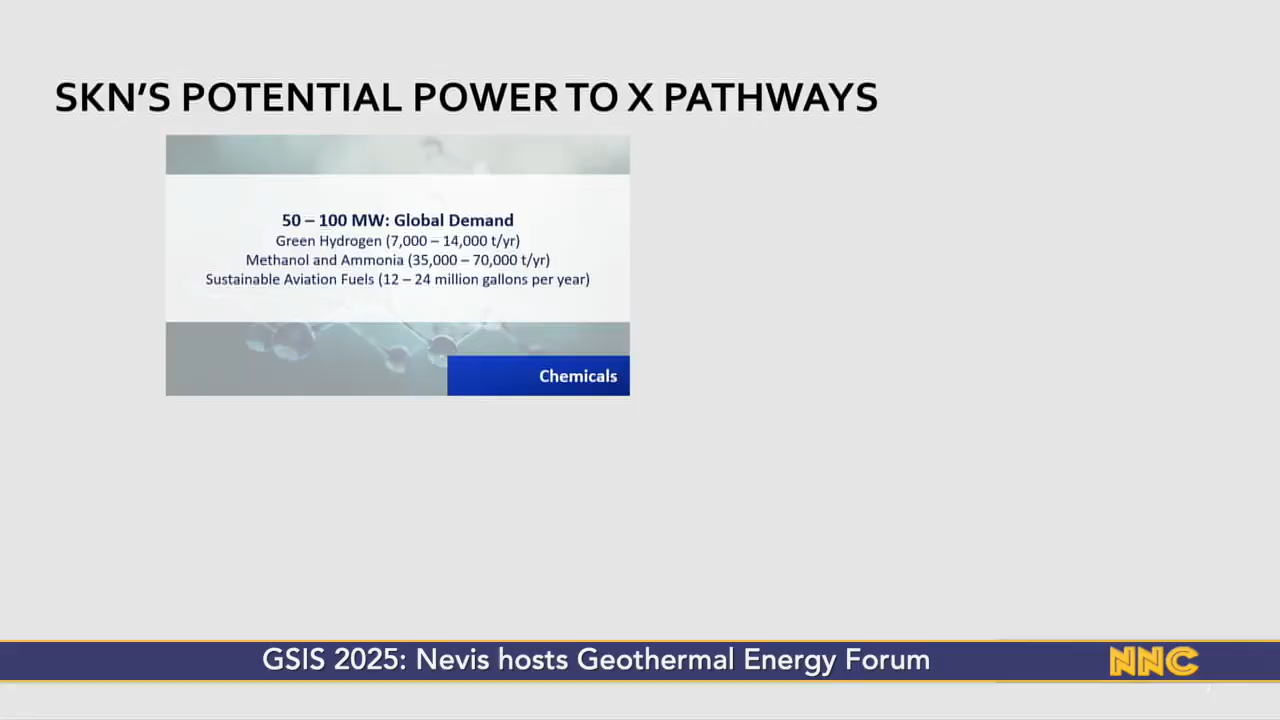 SKN'S POTENTIAL POWER TO X PATHWAYS
50 – 100 MW: Global Demand
Green Hydrogen (7,000 – 14,000 t/yr)
Methanol and Ammonia (35,000 – 70,000 t/yr)
Sustainable Aviation Fuels (12 – 24 million gallons per year)
Chemicals
GSIS 2025: Nevis hosts Geothermal Energy Forum
NNC